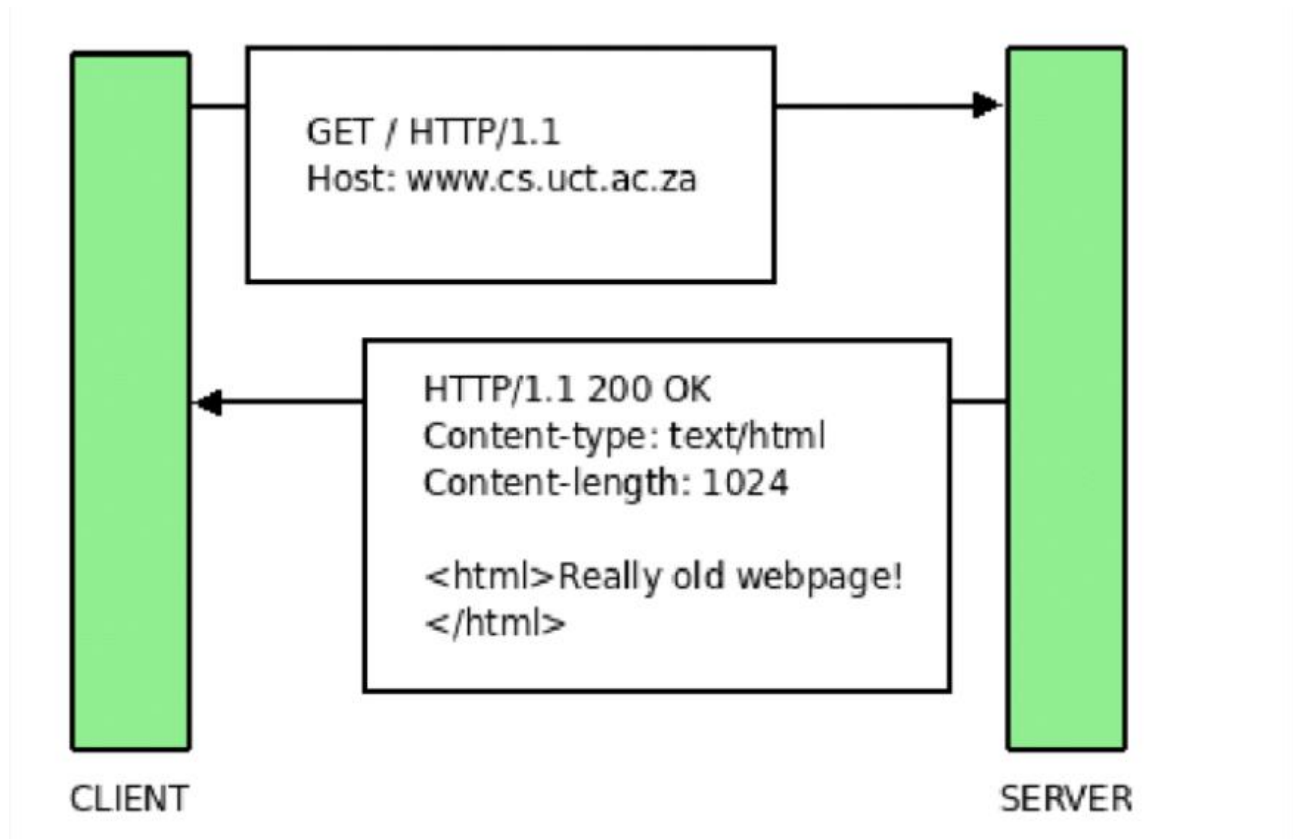 GET / HTTP/1.1
Host: www.cs.uct.ac.za
HTTP/1.1 200 OK
Content-type: text/html
Content-length: 1024
<html>Really old webpage!
</html>
CLIENT
SERVER